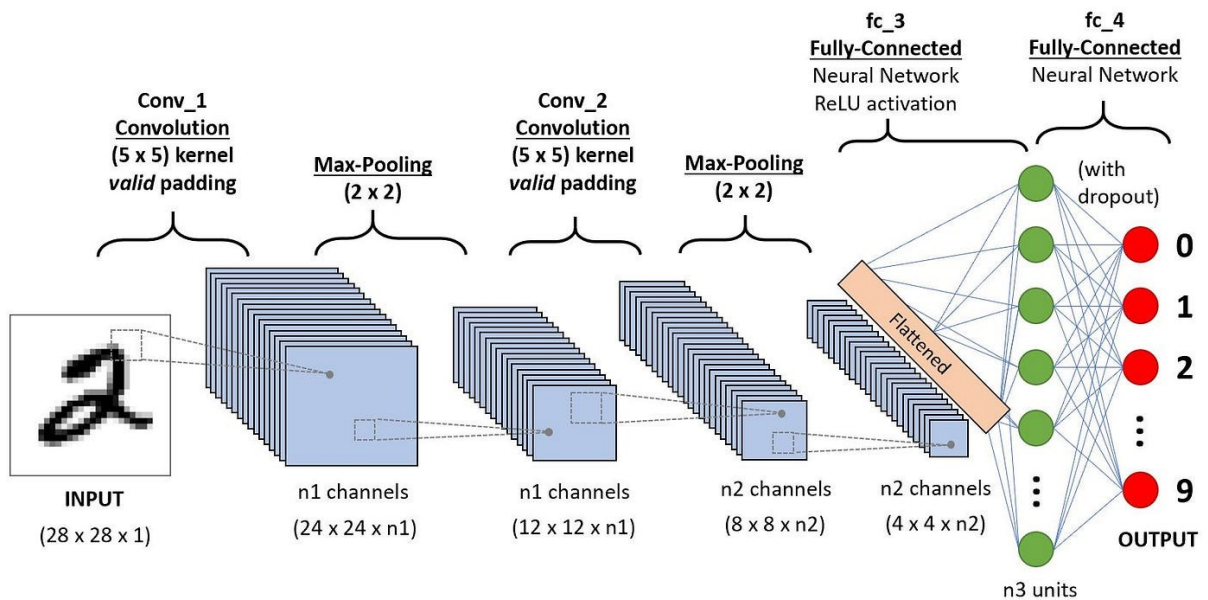 Conv_1
Convolution
(5 x 5) kernel
valid padding
Max-Pooling
(2 x 2)
Conv_2
Convolution
(5 x 5) kernel
valid padding
Max-Pooling
(2 x 2)
fc_3
Fully-Connected
Neural Network
ReLU activation
fc_4
Fully-Connected
Neural Network
(with
dropout)
Flattened
0
1
2
9
OUTPUT
2
INPUT
(28 x 28 x 1)
n1 channels
(24 x 24 x n1)
n1 channels
(12 x 12 x n1)
n2 channels
(8 x 8 x n2)
n2 channels
(4 x 4 x n2)
n3 units